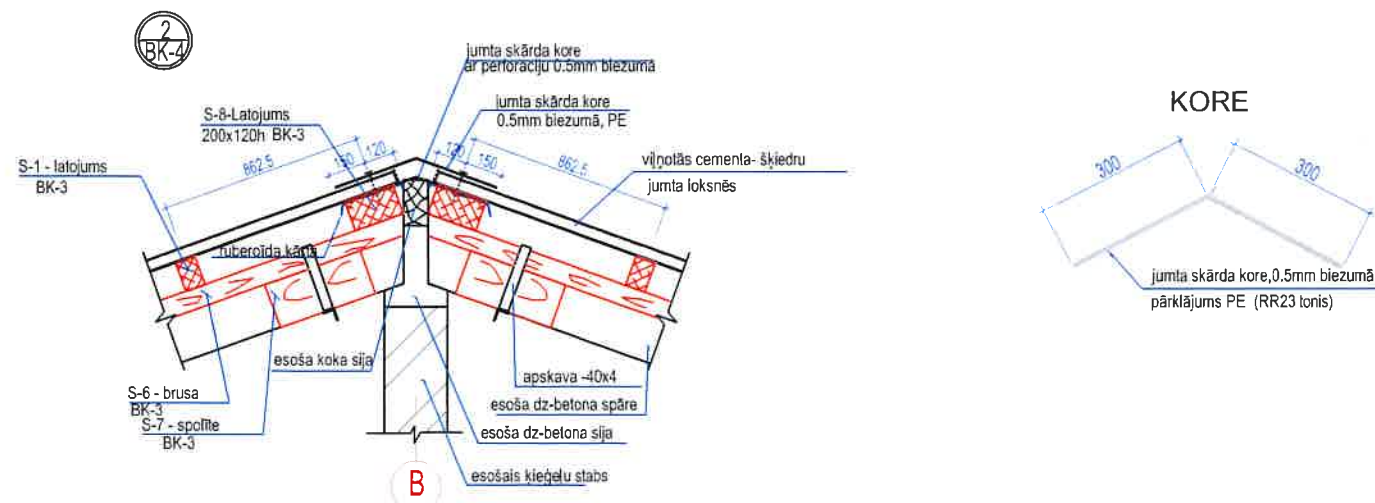 2
BK-4
jumta skārda kore
ar perforāciju 0.5mm biezumā
jumta skārda kore
0.5mm biezumā, PE
S-8-Latojums
200x120h BK-3
S-1 - latojums
BK-3
862.5
150
120
120
150
862.5
viļņotās cementa- šķiedru
jumta loksnēs
ruberoīda kārta
esoša koka sija
apskava -40x4
esoša dz-betona spāre
S-6 - brusa
BK-3
S-7 - spolīte
BK-3
esoša dz-betona sija
esošais ķieģeļu stabs
B
KORE
300
300
jumta skārda kore,0.5mm biezumā
pārklājums PE (RR23 tonis)